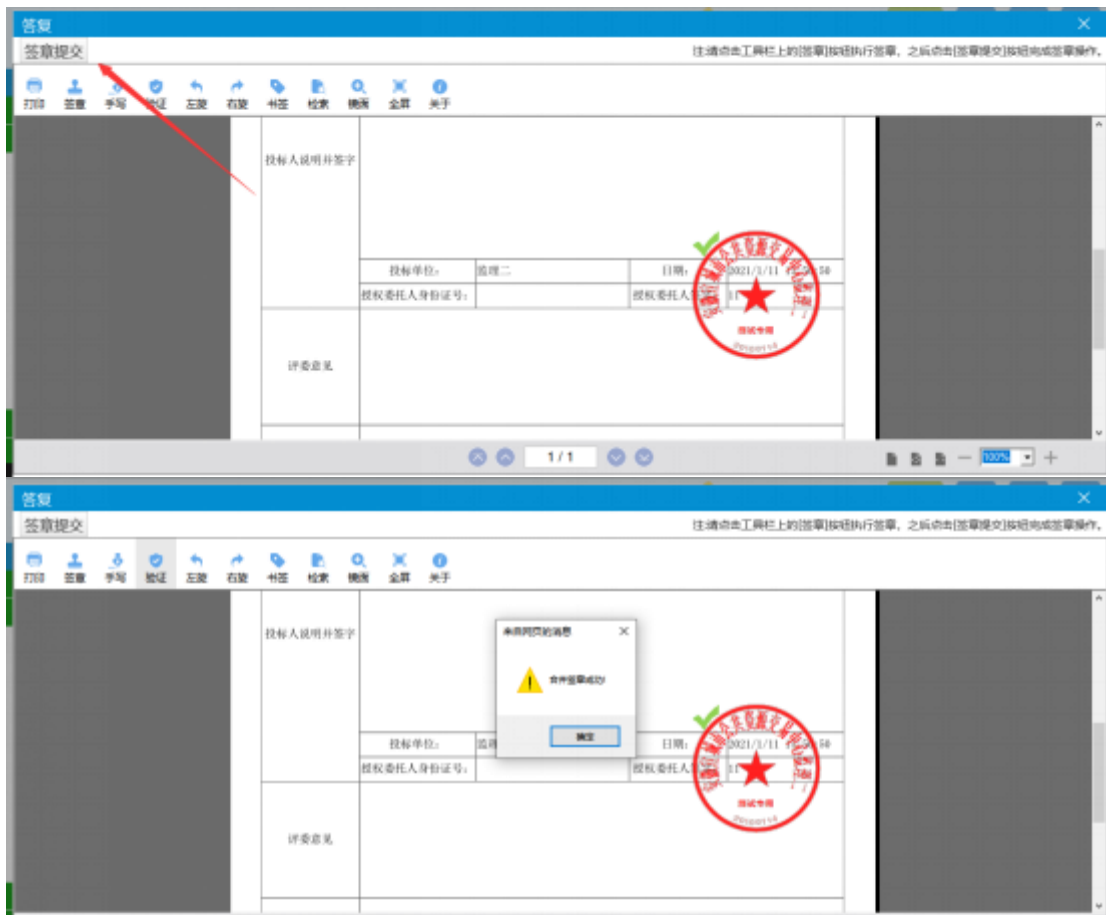 答复
签章提交
注:请点击工具栏上的[签章]按钮执行签章，之后点击[签章提交]按钮完成签章操作。
打印 签章 手写 验证 左旋 右旋 书签 检索 全屏 关于
投标人说明并签字
投标单位: 监理二 日期: 2021/1/11
授权委托人身份证号: 授权委托人
评委意见
1 / 1
100%
答复
签章提交
注:请点击工具栏上的[签章]按钮执行签章，之后点击[签章提交]按钮完成签章操作。
打印 签章 手写 验证 左旋 右旋 书签 检索 全屏 关于
投标人说明并签字
来自网页的消息
合并签章成功!
确定
投标单位: 日期: 2021/1/11
授权委托人身份证号: 授权委托人
评委意见